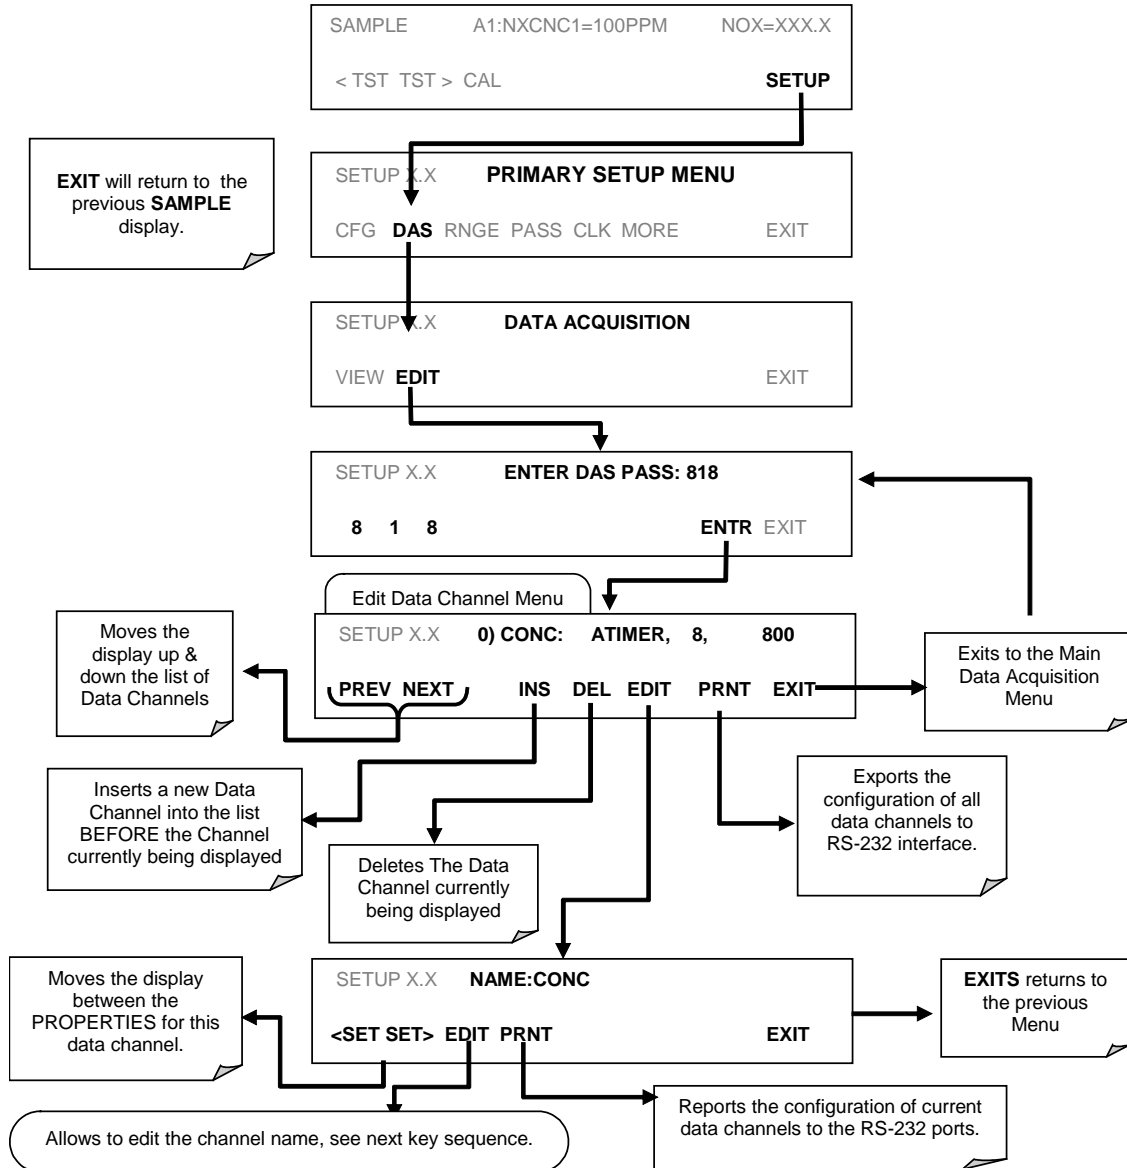 SAMPLE A1:NXCNC1=100PPM NOX=XXX.X
< TST TST > CAL SETUP
EXIT will return to the
previous SAMPLE
display.
SETUP X.X PRIMARY SETUP MENU
CFG DAS RNGE PASS CLK MORE EXIT
SETUP X.X DATA ACQUISITION
VIEW EDIT EXIT
SETUP X.X ENTER DAS PASS: 818
8 1 8 ENTR EXIT
Edit Data Channel Menu
SETUP X.X 0) CONC: ATIMER, 8, 800
PREV NEXT INS DEL EDIT PRNT EXIT
Moves the
display up &
down the list of
Data Channels
Exits to the Main
Data Acquisition
Menu
Inserts a new Data
Channel into the list
BEFORE the Channel
currently being displayed
Deletes The Data
Channel currently
being displayed
Exports the
configuration of all
data channels to
RS-232 interface.
SETUP X.X NAME:CONC
<SET SET> EDIT PRNT EXIT
Moves the display
between the
PROPERTIES for this
data channel.
EXITS returns to
the previous
Menu
Allows to edit the channel name, see next key sequence.
Reports the configuration of current
data channels to the RS-232 ports.